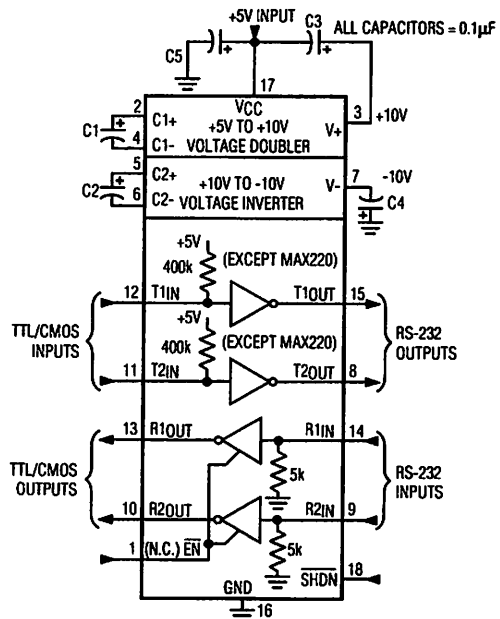 +5V INPUT
C3
ALL CAPACITORS = 0.1µF
C5
17
2
VCC
3
+10V
C1
C1+
+5V TO +10V
V+
4
C1-
VOLTAGE DOUBLER
5
C2+
-10V
C2
+10V TO -10V
V-
7
6
C2-
VOLTAGE INVERTER
C4
+5V
400k
(EXCEPT MAX220)
12
T1IN
T1OUT
15
+5V
TTL/CMOS
INPUTS
400k
(EXCEPT MAX220)
RS-232
OUTPUTS
11
T2IN
T2OUT
8
13
R1OUT
R1IN
14
TTL/CMOS
OUTPUTS
5k
RS-232
INPUTS
10
R2OUT
R2IN
9
1
(N.C.) EN
5k
SHDN
18
GND
16